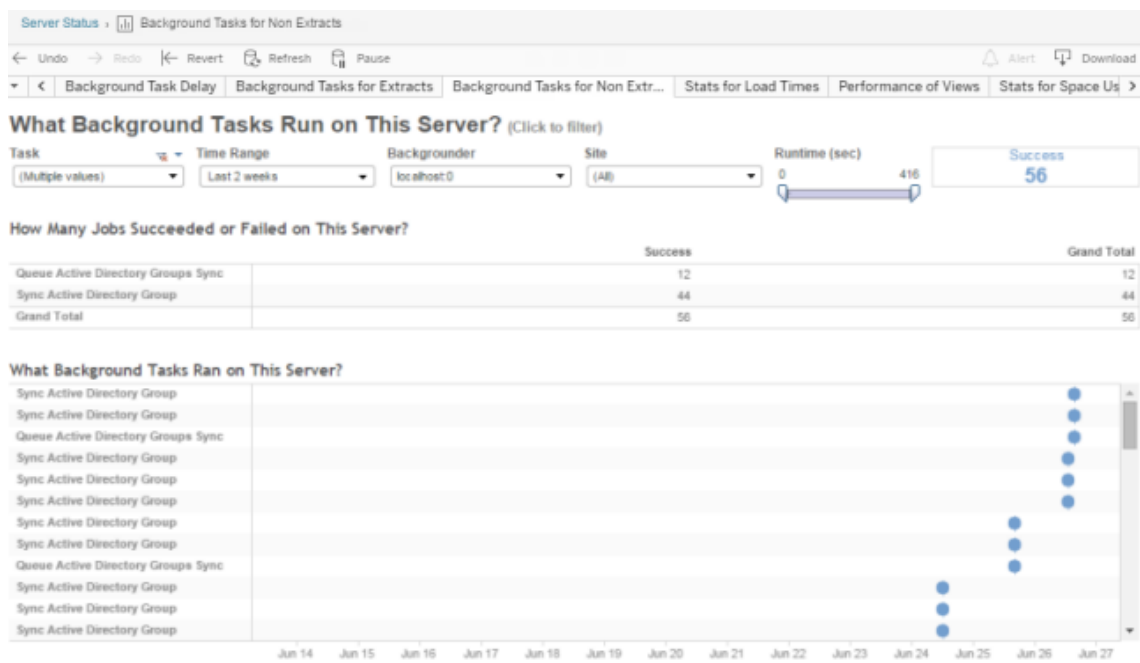 Server Status › Background Tasks for Non Extracts
← Undo → Redo |← Revert Refresh Pause Alert Download
Background Task Delay Background Tasks for Extracts Background Tasks for Non Extr... Stats for Load Times Performance of Views Stats for Space Us
What Background Tasks Run on This Server? (Click to filter)
Task Time Range Backgrounder Site Runtime (sec) Success
(Multiple values) Last 2 weeks localhost:0 (All) 0 416 56
How Many Jobs Succeeded or Failed on This Server?
Success Grand Total
Queue Active Directory Groups Sync 12 12
Sync Active Directory Group 44 44
Grand Total 56 56
What Background Tasks Ran on This Server?
Sync Active Directory Group
Sync Active Directory Group
Queue Active Directory Groups Sync
Sync Active Directory Group
Sync Active Directory Group
Sync Active Directory Group
Sync Active Directory Group
Sync Active Directory Group
Queue Active Directory Groups Sync
Sync Active Directory Group
Sync Active Directory Group
Sync Active Directory Group
Jun 14 Jun 15 Jun 16 Jun 17 Jun 18 Jun 19 Jun 20 Jun 21 Jun 22 Jun 23 Jun 24 Jun 25 Jun 26 Jun 27